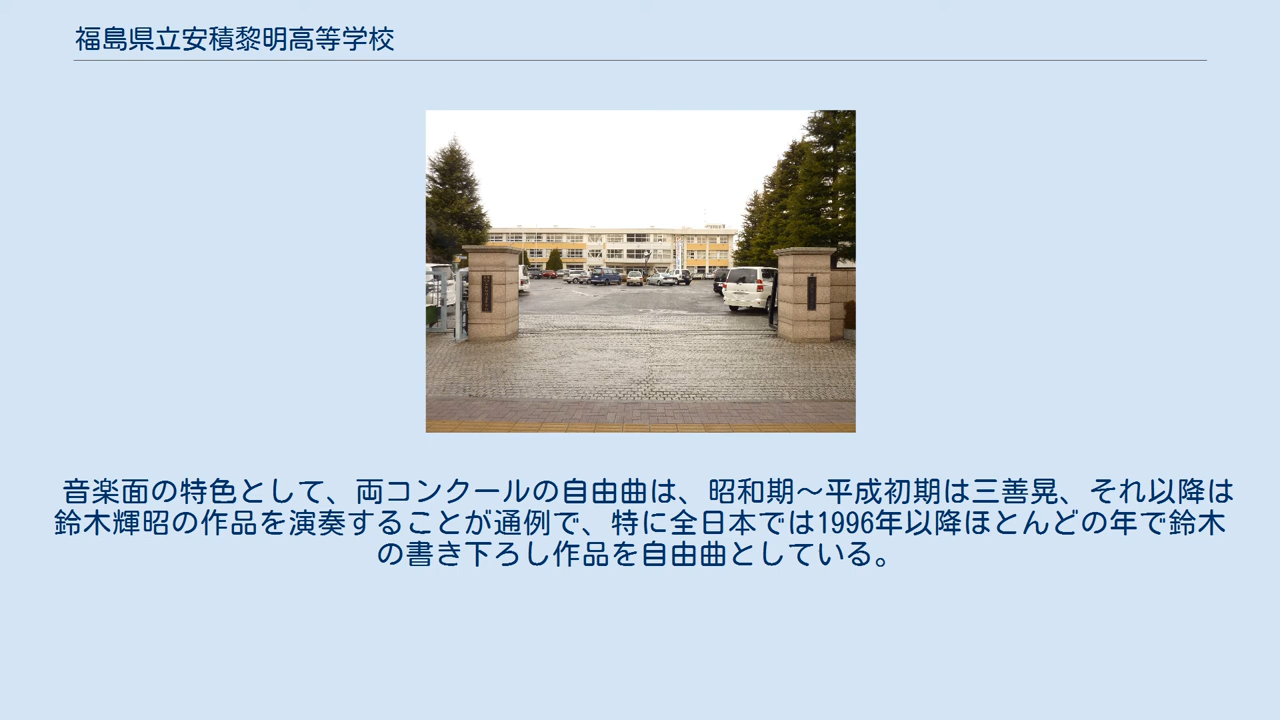 福島県立安積黎明高等学校
音楽面の特色として、両コンクールの自由曲は、昭和期～平成初期は三善晃、それ以降は
鈴木輝昭の作品を演奏することが通例で、特に全日本では1996年以降ほとんどの年で鈴木
の書き下ろし作品を自由曲としている。